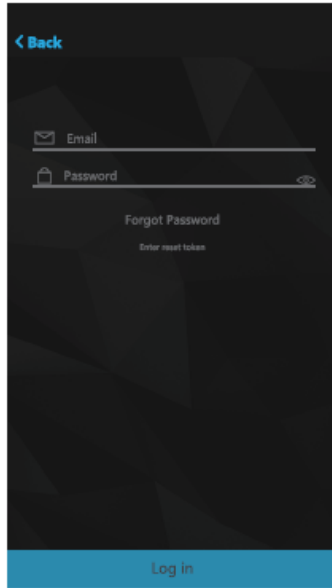 Back
Email
Password
Forgot Password
Enter reset token
Log in